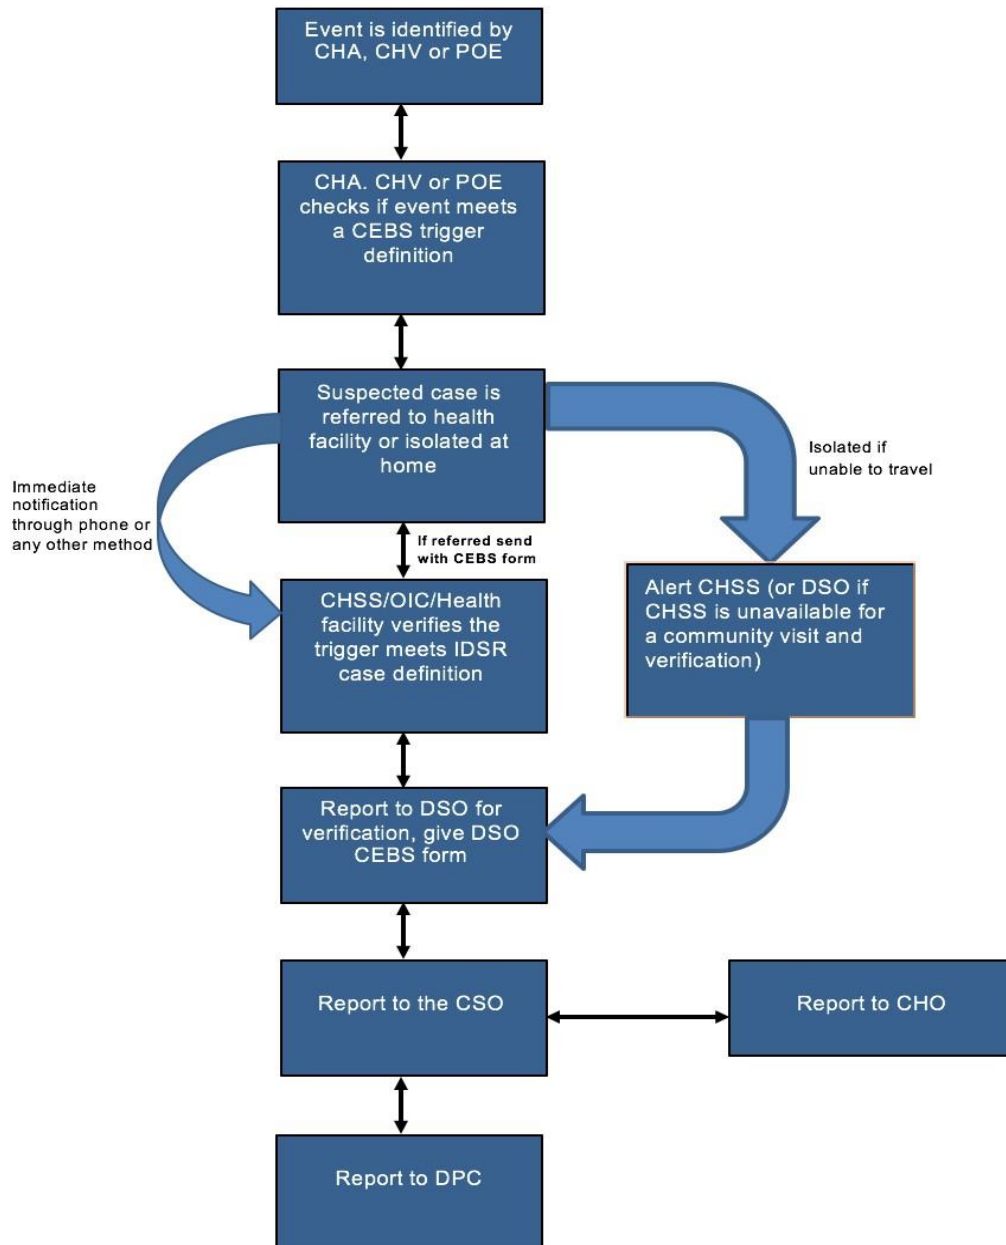 Event is identified by
CHA, CHV or POE
CHA. CHV or POE
checks if event meets
a CEBS trigger
definition
Suspected case is
referred to health
facility or isolated at
home
Isolated if
unable to travel
Immediate
notification
through phone or
any other method
If referred send
with CEBS form
CHSS/OIC/Health
facility verifies the
trigger meets IDSR
case definition
Alert CHSS (or DSO if
CHSS is unavailable for
a community visit and
verification)
Report to DSO for
verification, give DSO
CEBS form
Report to the CSO
Report to CHO
Report to DPC